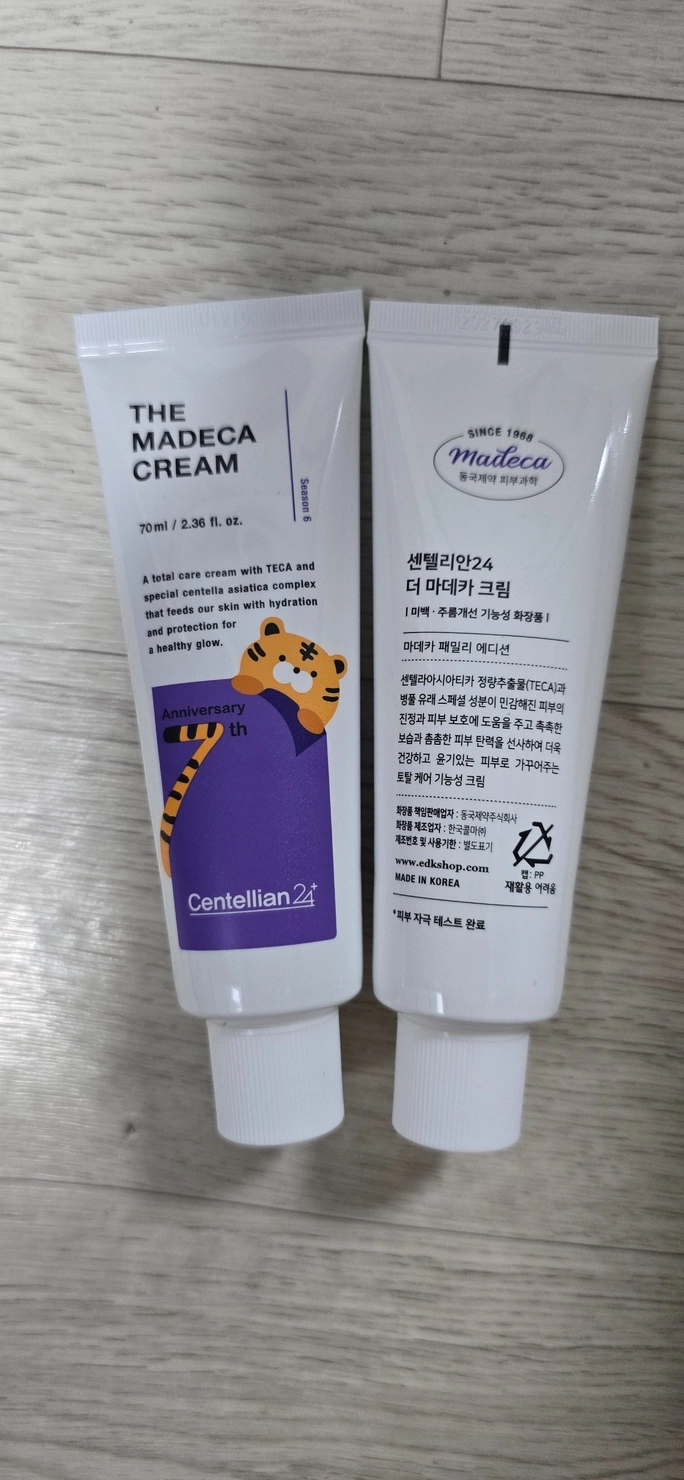 THE
MADECA
CREAM
Season 6
70ml / 2.36 fl. oz.
A total care cream with TECA and
special centella asiatica complex
that feeds our skin with hydration
and protection for
a healthy glow.
Anniversary
7th
Centellian24+
SINCE 1968
Madeca
동국제약 피부과학
센텔리안24
더 마데카 크림
| 미백 · 주름개선 기능성 화장품 |
마데카 패밀리 에디션
센텔라아시아티카 정량추출물(TECA)과
병풀 유래 스페셜 성분이 민감해진 피부의
진정과 피부 보호에 도움을 주고 촉촉한
보습과 촘촘한 피부 탄력을 선사하여 더욱
건강하고 윤기있는 피부로 가꾸어주는
토탈 케어 기능성 크림
화장품 책임판매업자 : 동국제약주식회사
화장품 제조업자 : 한국콜마㈜
제조번호 및 사용기한 : 별도표기
www.edkshop.com
MADE IN KOREA
캡 : PP
재활용 어려움
*피부 자극 테스트 완료